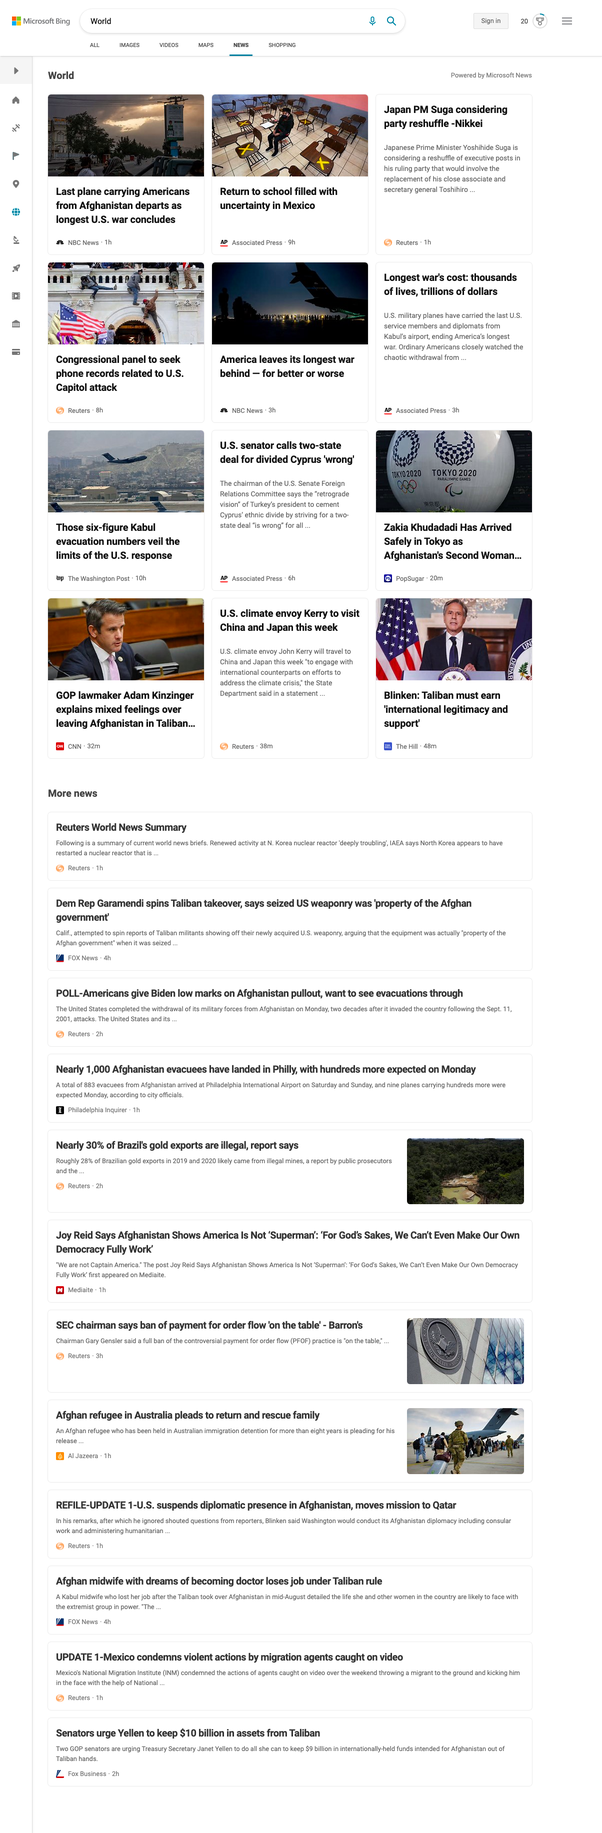 Microsoft Bing
World
Sign in
20
ALL IMAGES VIDEOS MAPS NEWS SHOPPING
World
Powered by Microsoft News
Last plane carrying Americans
from Afghanistan departs as
longest U.S. war concludes
NBC News · 1h
Return to school filled with
uncertainty in Mexico
AP Associated Press · 9h
Japan PM Suga considering
party reshuffle -Nikkei
Japanese Prime Minister Yoshihide Suga is
considering a reshuffle of executive posts in
his ruling party that would involve the
replacement of his close associate and
secretary general Toshihiro ...
Reuters · 1h
Congressional panel to seek
phone records related to U.S.
Capitol attack
Reuters · 8h
America leaves its longest war
behind — for better or worse
NBC News · 3h
Longest war's cost: thousands
of lives, trillions of dollars
U.S. military planes have carried the last U.S.
service members and diplomats from
Kabul's airport, ending America's longest
war. Ordinary Americans closely watched the
chaotic withdrawal from ...
AP Associated Press · 3h
Those six-figure Kabul
evacuation numbers veil the
limits of the U.S. response
wp The Washington Post · 10h
U.S. senator calls two-state
deal for divided Cyprus 'wrong'
The chairman of the U.S. Senate Foreign
Relations Committee says the "retrograde
vision" of Turkey's president to cement
Cyprus' ethnic divide by striving for a two-
state deal "is wrong" for all ...
AP Associated Press · 6h
TOKYO 2020
TOKYO 2020
PARALYMPIC GAMES
Zakia Khudadadi Has Arrived
Safely in Tokyo as
Afghanistan's Second Woman...
PopSugar · 20m
GOP lawmaker Adam Kinzinger
explains mixed feelings over
leaving Afghanistan in Taliban...
CNN CNN · 32m
U.S. climate envoy Kerry to visit
China and Japan this week
U.S. climate envoy John Kerry will travel to
China and Japan this week "to engage with
international counterparts on efforts to
address the climate crisis," the State
Department said in a statement ...
Reuters · 38m
Blinken: Taliban must earn
'international legitimacy and
support'
The Hill · 48m
More news
Reuters World News Summary
Following is a summary of current world news briefs. Renewed activity at N. Korea nuclear reactor 'deeply troubling', IAEA says North Korea appears to have
restarted a nuclear reactor that is ...
Reuters · 1h
Dem Rep Garamendi spins Taliban takeover, says seized US weaponry was 'property of the Afghan
government'
Calif., attempted to spin reports of Taliban militants showing off their newly acquired U.S. weaponry, arguing that the equipment was actually "property of the
Afghan government" when it was seized ...
FOX News · 4h
POLL-Americans give Biden low marks on Afghanistan pullout, want to see evacuations through
The United States completed the withdrawal of its military forces from Afghanistan on Monday, two decades after it invaded the country following the Sept. 11,
2001, attacks. The United States and its ...
Reuters · 2h
Nearly 1,000 Afghanistan evacuees have landed in Philly, with hundreds more expected on Monday
A total of 883 evacuees from Afghanistan arrived at Philadelphia International Airport on Saturday and Sunday, and nine planes carrying hundreds more were
expected Monday, according to city officials.
Philadelphia Inquirer · 1h
Nearly 30% of Brazil's gold exports are illegal, report says
Roughly 28% of Brazilian gold exports in 2019 and 2020 likely came from illegal mines, a report by public prosecutors
and the ...
Reuters · 2h
Joy Reid Says Afghanistan Shows America Is Not 'Superman': 'For God's Sakes, We Can't Even Make Our Own
Democracy Fully Work'
"We are not Captain America." The post Joy Reid Says Afghanistan Shows America Is Not 'Superman': 'For God's Sakes, We Can't Even Make Our Own Democracy
Fully Work' first appeared on Mediaite.
Mediaite · 1h
SEC chairman says ban of payment for order flow 'on the table' - Barron's
Chairman Gary Gensler said a full ban of the controversial payment for order flow (PFOF) practice is "on the table," ...
Reuters · 3h
Afghan refugee in Australia pleads to return and rescue family
An Afghan refugee who has been held in Australian immigration detention for more than eight years is pleading for his
release ...
Al Jazeera · 1h
REFILE-UPDATE 1-U.S. suspends diplomatic presence in Afghanistan, moves mission to Qatar
In his remarks, after which he ignored shouted questions from reporters, Blinken said Washington would conduct its Afghanistan diplomacy including consular
work and administering humanitarian ...
Reuters · 1h
Afghan midwife with dreams of becoming doctor loses job under Taliban rule
A Kabul midwife who lost her job after the Taliban took over Afghanistan in mid-August detailed the life she and other women in the country are likely to face with
the extremist group in power. "The ...
FOX News · 4h
UPDATE 1-Mexico condemns violent actions by migration agents caught on video
Mexico's National Migration Institute (INM) condemned the actions of agents caught on video over the weekend throwing a migrant to the ground and kicking him
in the face with the help of National ...
Reuters · 1h
Senators urge Yellen to keep $10 billion in assets from Taliban
Two GOP senators are urging Treasury Secretary Janet Yellen to do all she can to keep $9 billion in internationally-held funds intended for Afghanistan out of
Taliban hands.
Fox Business · 2h